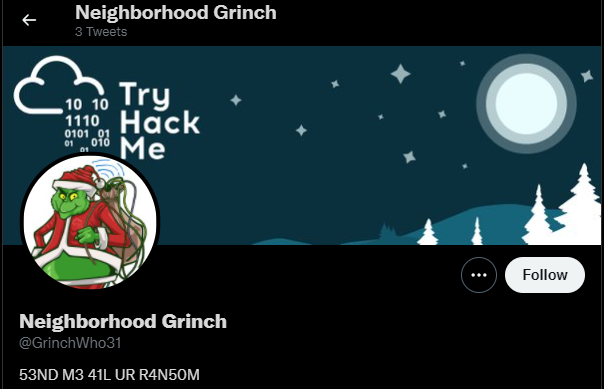 Neighborhood Grinch
3 Tweets
10 10
1110
0101 01
01 010
Try
Hack
Me
Follow
Neighborhood Grinch
@GrinchWho31
53ND M3 41L UR R4N50M